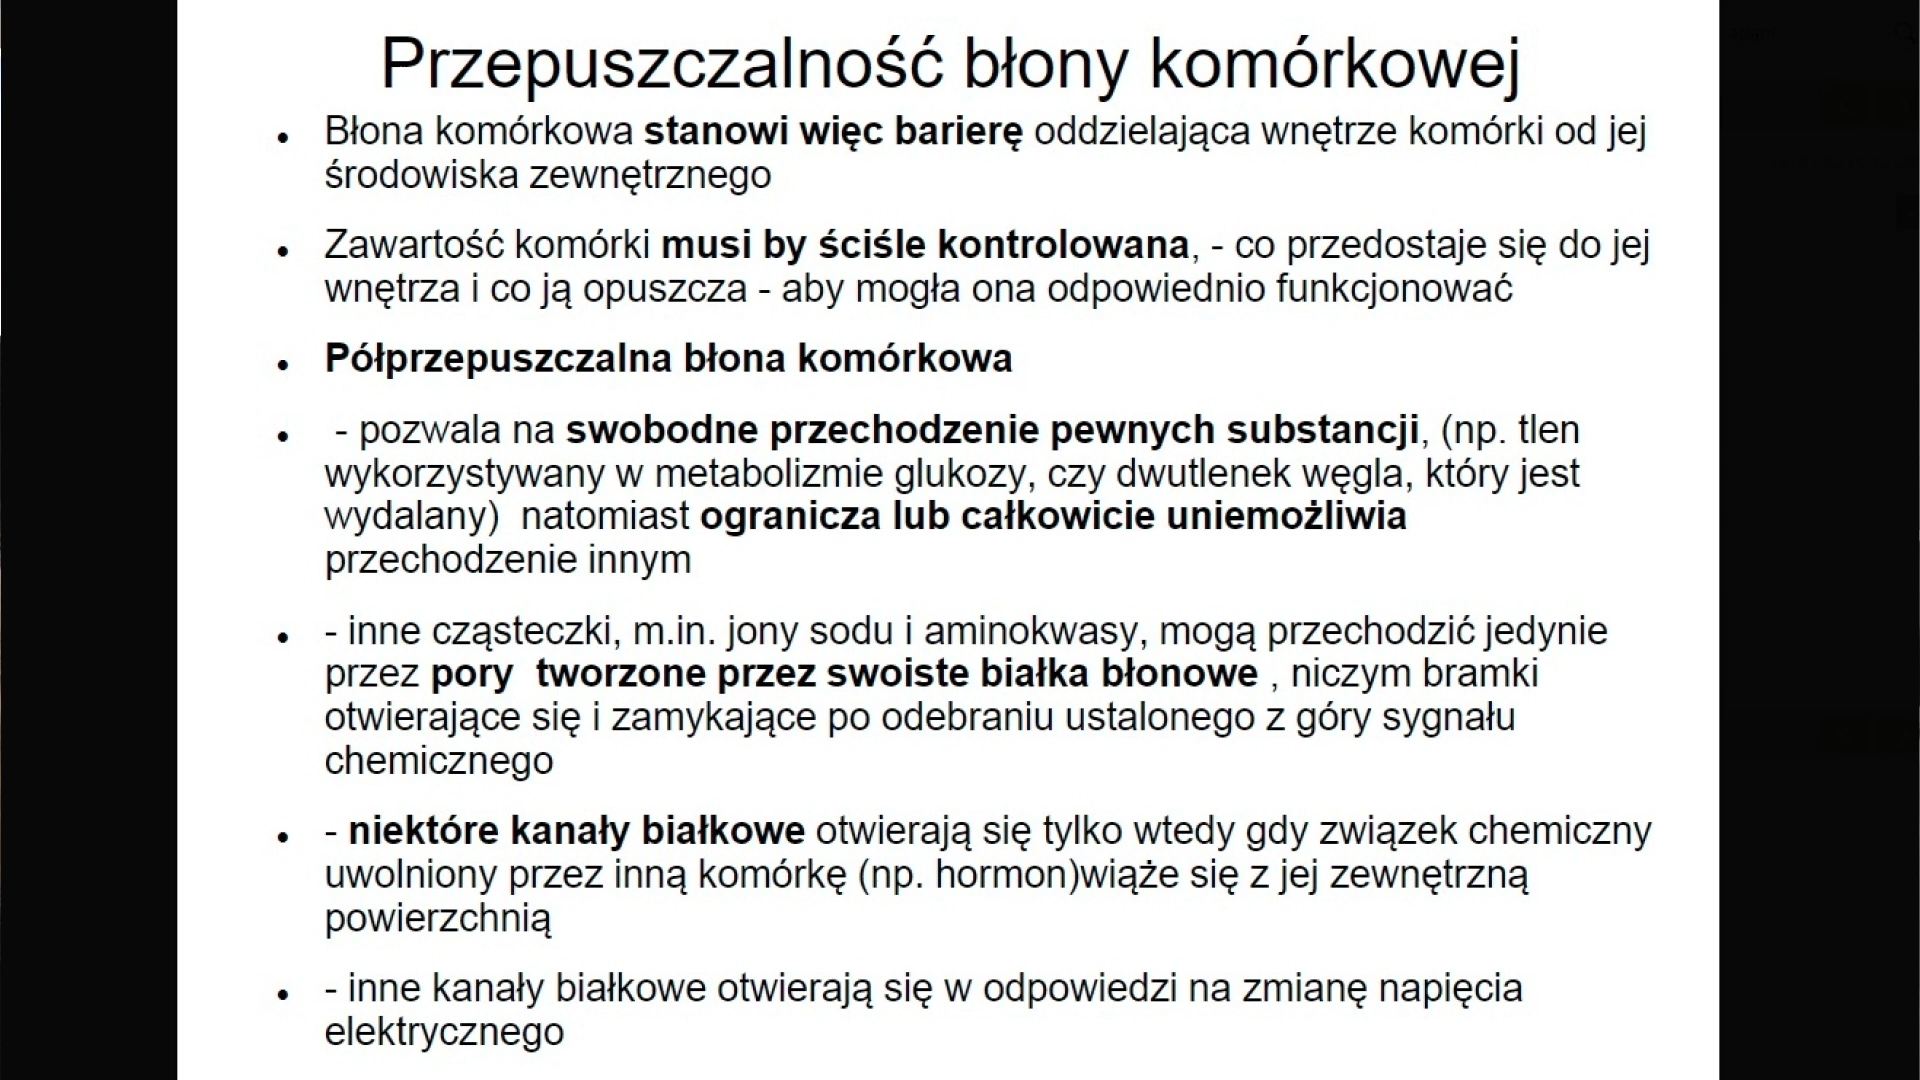 Przepuszczalność błony komórkowej
• Błona komórkowa stanowi więc barierę oddzielająca wnętrze komórki od jej
środowiska zewnętrznego
• Zawartość komórki musi by ściśle kontrolowana, - co przedostaje się do jej
wnętrza i co ją opuszcza - aby mogła ona odpowiednio funkcjonować
• Półprzepuszczalna błona komórkowa
• - pozwala na swobodne przechodzenie pewnych substancji, (np. tlen
wykorzystywany w metabolizmie glukozy, czy dwutlenek węgla, który jest
wydalany) natomiast ogranicza lub całkowicie uniemożliwia
przechodzenie innym
• - inne cząsteczki, m.in. jony sodu i aminokwasy, mogą przechodzić jedynie
przez pory tworzone przez swoiste białka błonowe , niczym bramki
otwierające się i zamykające po odebraniu ustalonego z góry sygnału
chemicznego
• - niektóre kanały białkowe otwierają się tylko wtedy gdy związek chemiczny
uwolniony przez inną komórkę (np. hormon)wiąże się z jej zewnętrzną
powierzchnią
• - inne kanały białkowe otwierają się w odpowiedzi na zmianę napięcia
elektrycznego